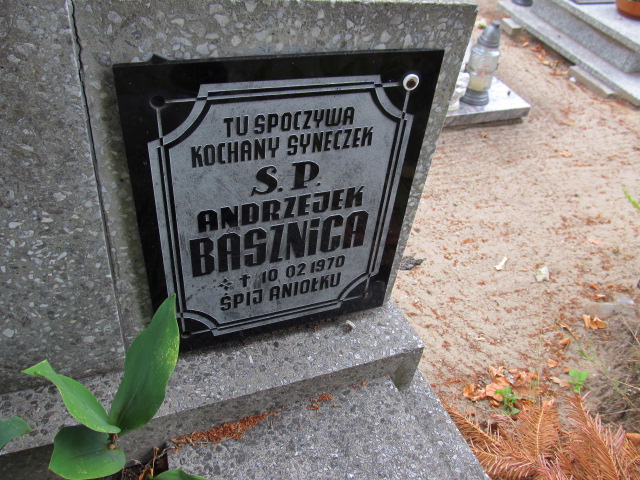 TU SPOCZYWA
KOCHANY SYNECZEK
Ś. P.
ANDRZEJEK
BASZNiCA
* † 10 02 1970
ŚPIJ ANIOŁKU